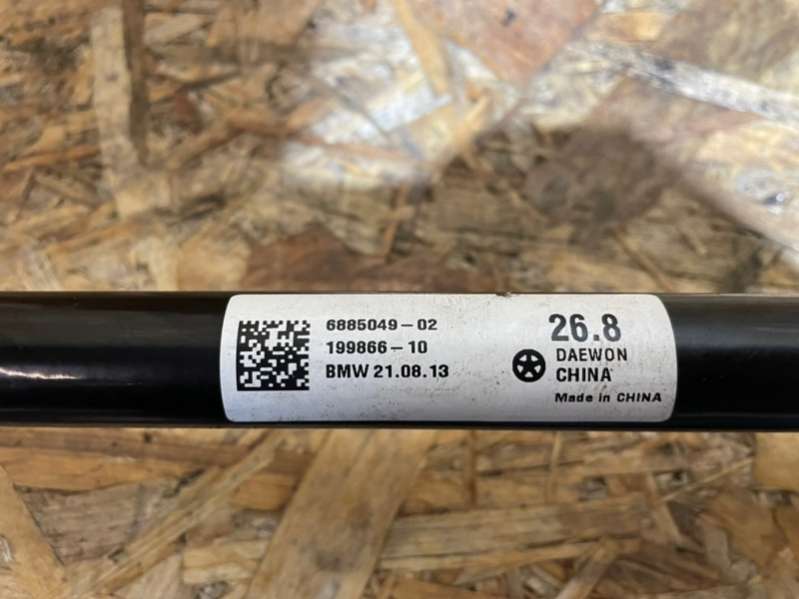 6885049-02
199866-10
BMW 21.08.13
26.8
DAEWON
CHINA
Made in CHINA